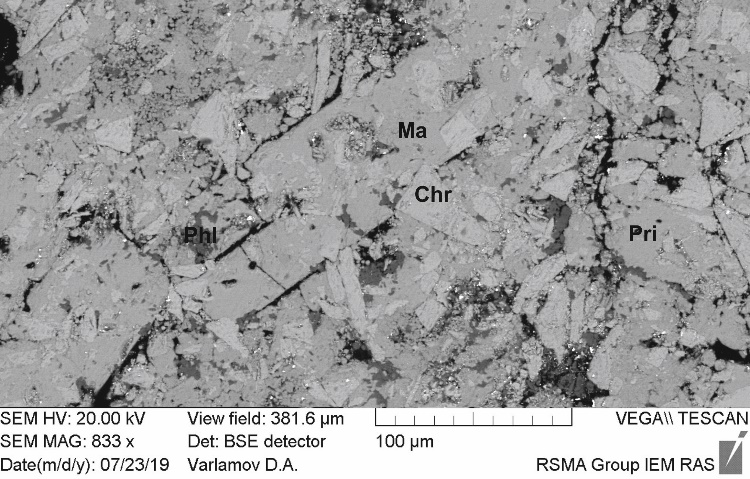 Ma
Chr
Phl
Pri
SEM HV: 20.00 kV View field: 381.6 µm VEGA\\ TESCAN
SEM MAG: 833 x Det: BSE detector 100 µm
Date(m/d/y): 07/23/19 Varlamov D.A. RSMA Group IEM RAS